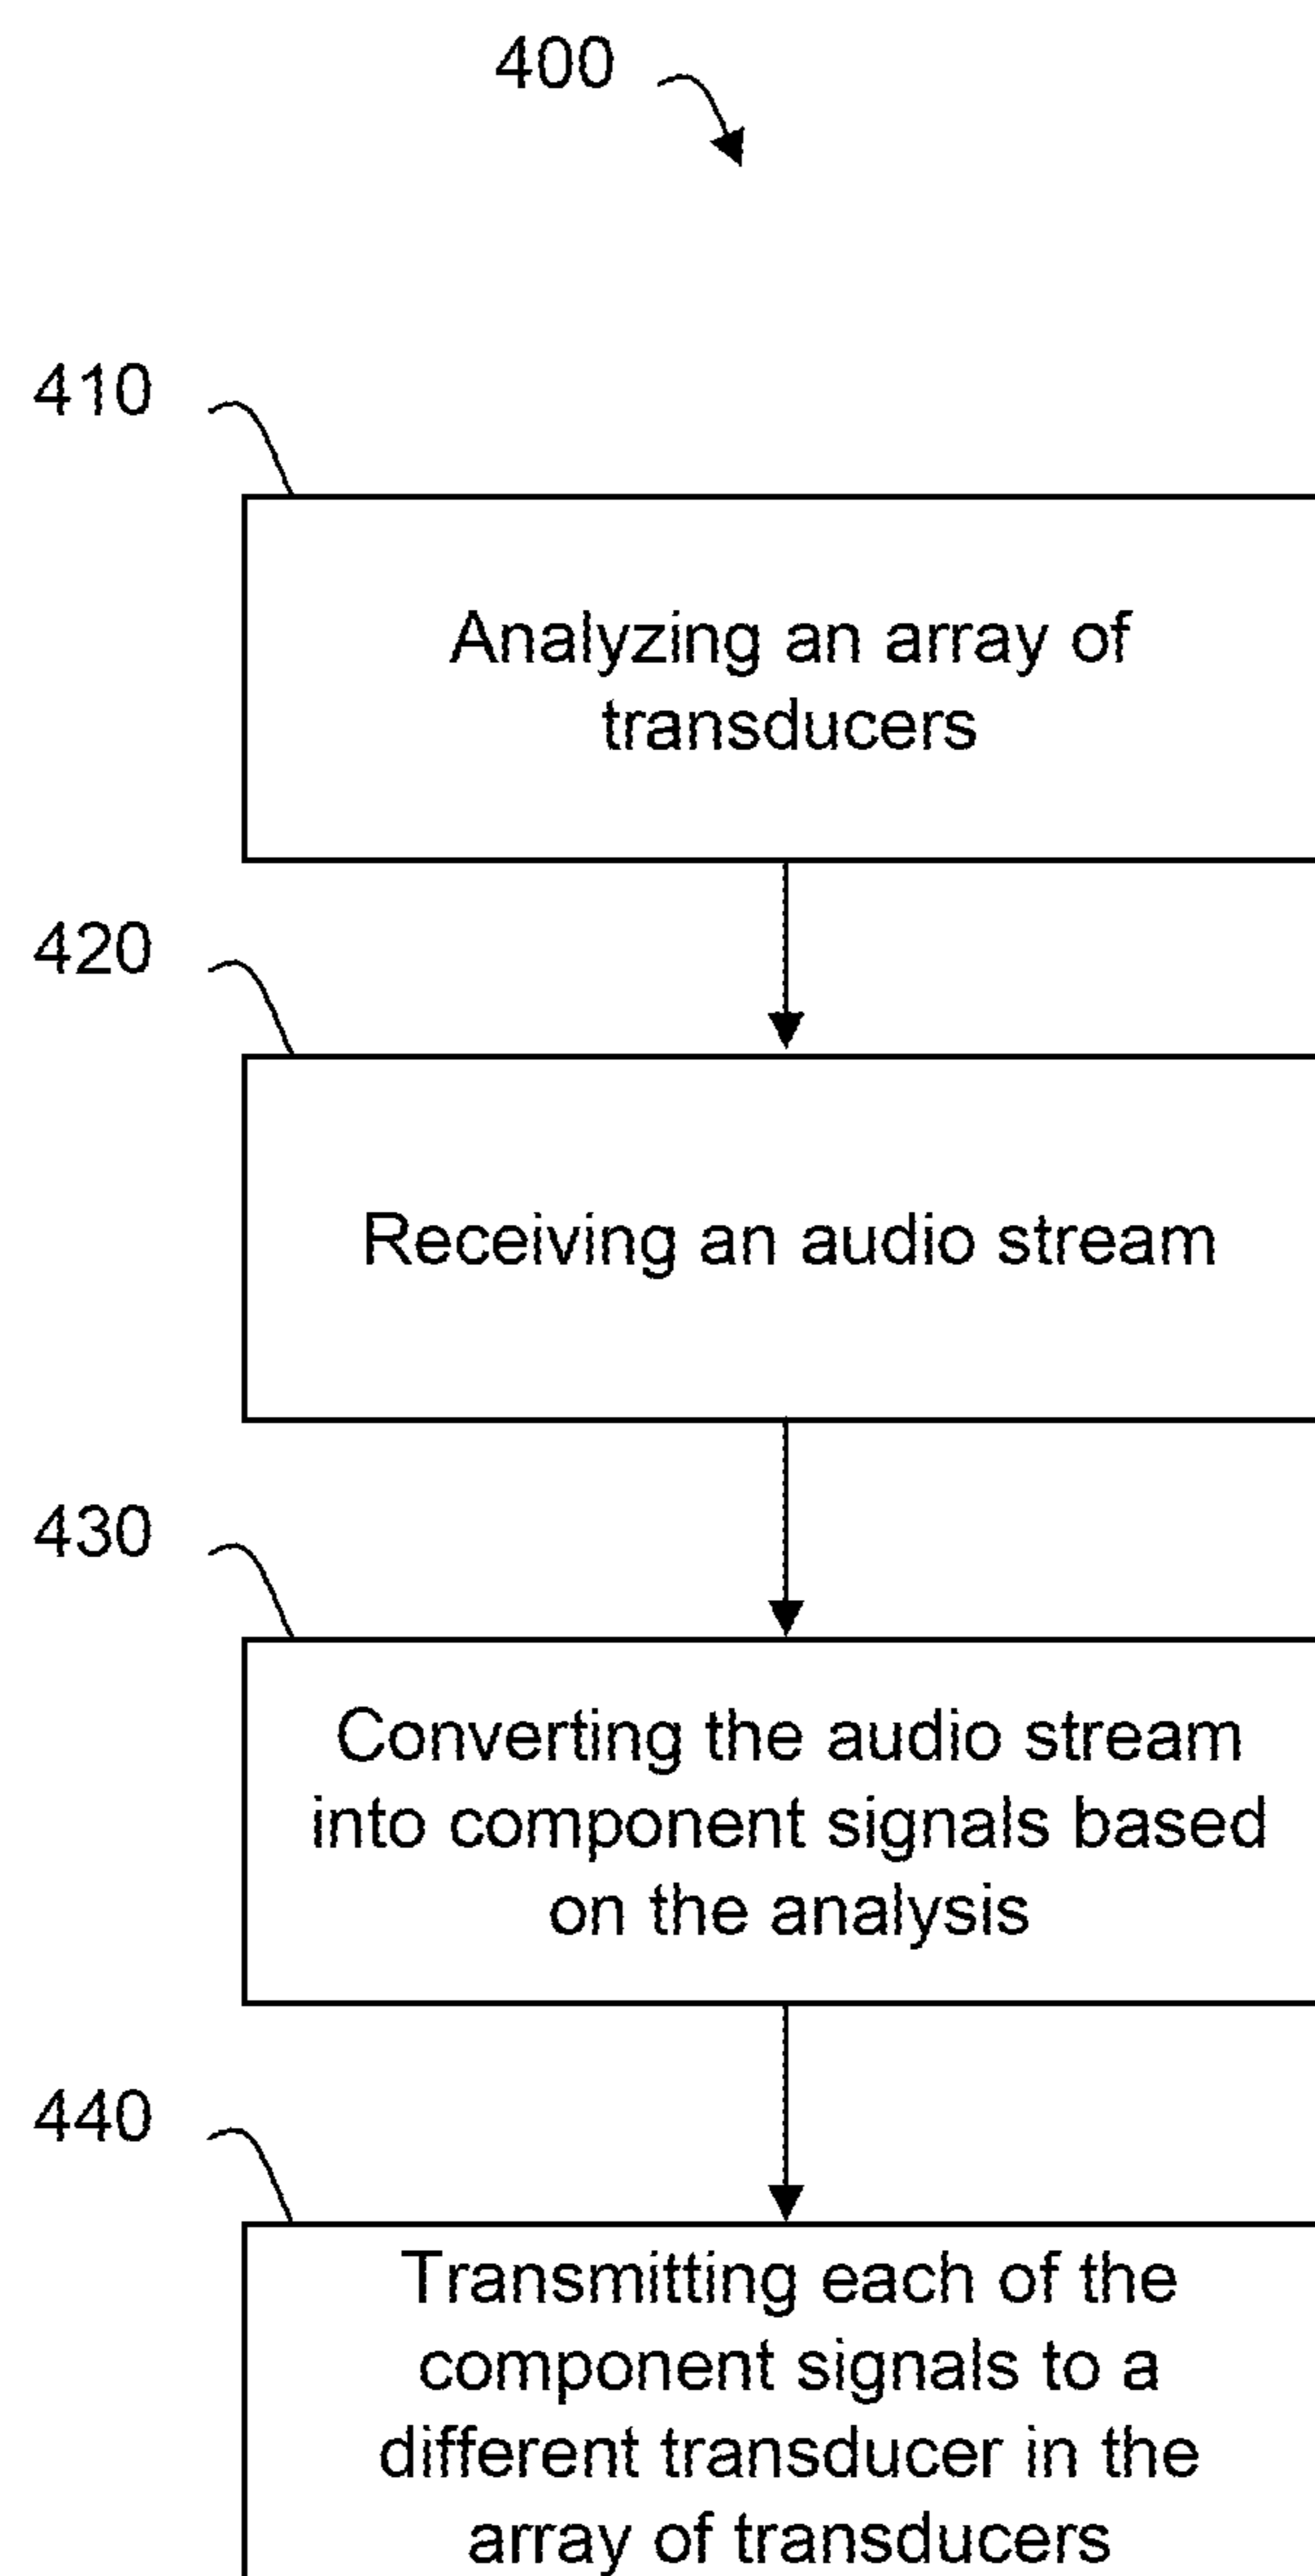 400
410
Analyzing an array of
transducers
420
Receiving an audio stream
430
Converting the audio stream
into component signals based
on the analysis
440
Transmitting each of the
component signals to a
different transducer in the
array of transducers